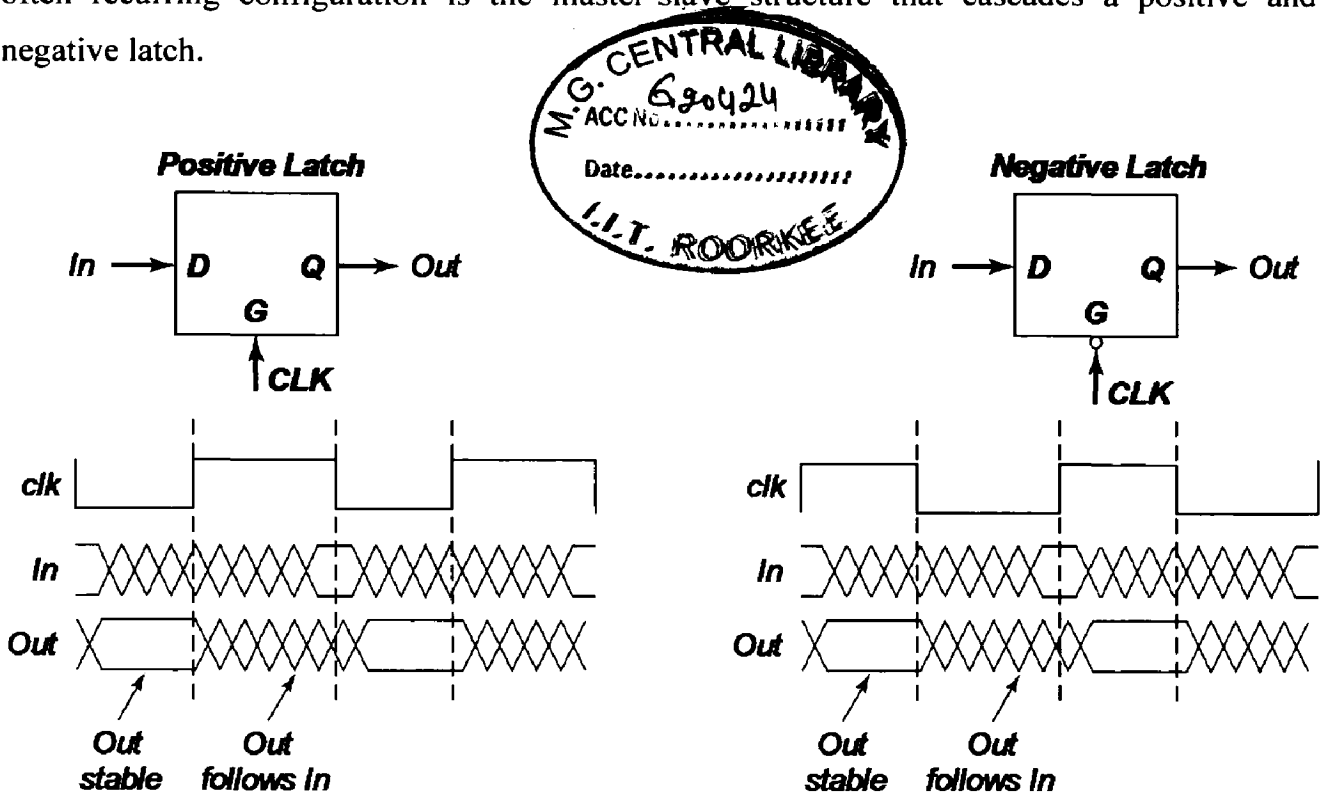 often recurring configuration is the master-slave structure that cascades a positive and
negative latch.
M.G. CENTRAL LIBRARY
ACC No. G20424
Date
I.I.T. ROORKEE
Positive Latch
Negative Latch
In D Q Out
G
CLK
In D Q Out
G
CLK
clk
In
Out
Out stable
Out follows In
clk
In
Out
Out stable
Out follows In